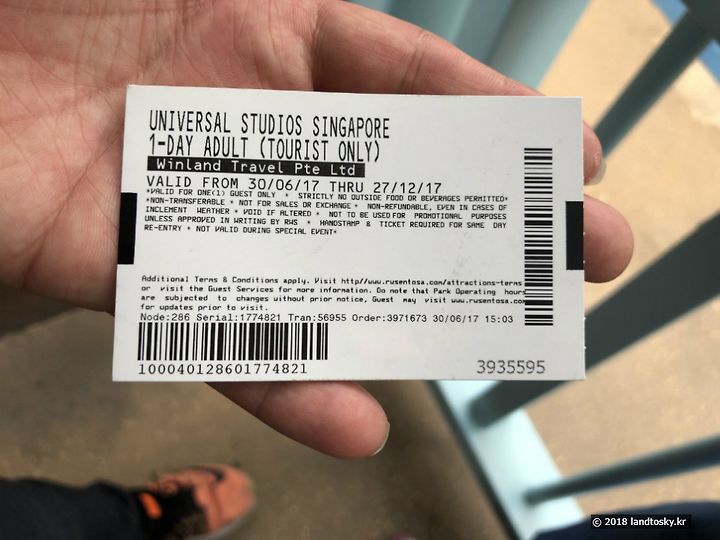 UNIVERSAL STUDIOS SINGAPORE
1-DAY ADULT (TOURIST ONLY)
Winland Travel Pte Ltd
VALID FROM 30/06/17 THRU 27/12/17
*VALID FOR ONE(1) GUEST ONLY * STRICTLY NO OUTSIDE FOOD OR BEVERAGES PERMITTED*
*NON-TRANSFERABLE * NOT FOR SALES OR EXCHANGE * NON-REFUNDABLE, EVEN IN CASES OF
INCLEMENT WEATHER * VOID IF ALTERED * NOT TO BE USED FOR PROMOTIONAL PURPOSES
UNLESS APPROVED IN WRITING BY RWS * HANDSTAMP & TICKET REQUIRED FOR SAME DAY
RE-ENTRY * NOT VALID DURING SPECIAL EVENT*
Additional Terms & Conditions apply. Visit http//www.rwsentosa.com/attractions-terms
or visit the Guest Services for more information. Do note that Park Operating hours
are subjected to changes without prior notice, Guest may visit www.rwsentosa.com
for updates prior to visit.
Node:286 Serial:1774821 Tran:56955 Order:3971673 30/06/17 15:03
100040128601774821
3935595
© 2018 landtosky.kr